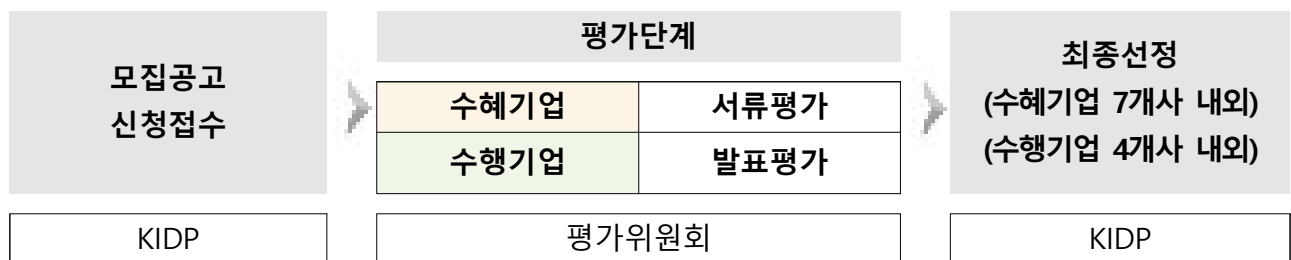 모집공고
신청접수
평가단계
수혜기업 서류평가
수행기업 발표평가
최종선정
(수혜기업 7개사 내외)
(수행기업 4개사 내외)
KIDP
평가위원회
KIDP